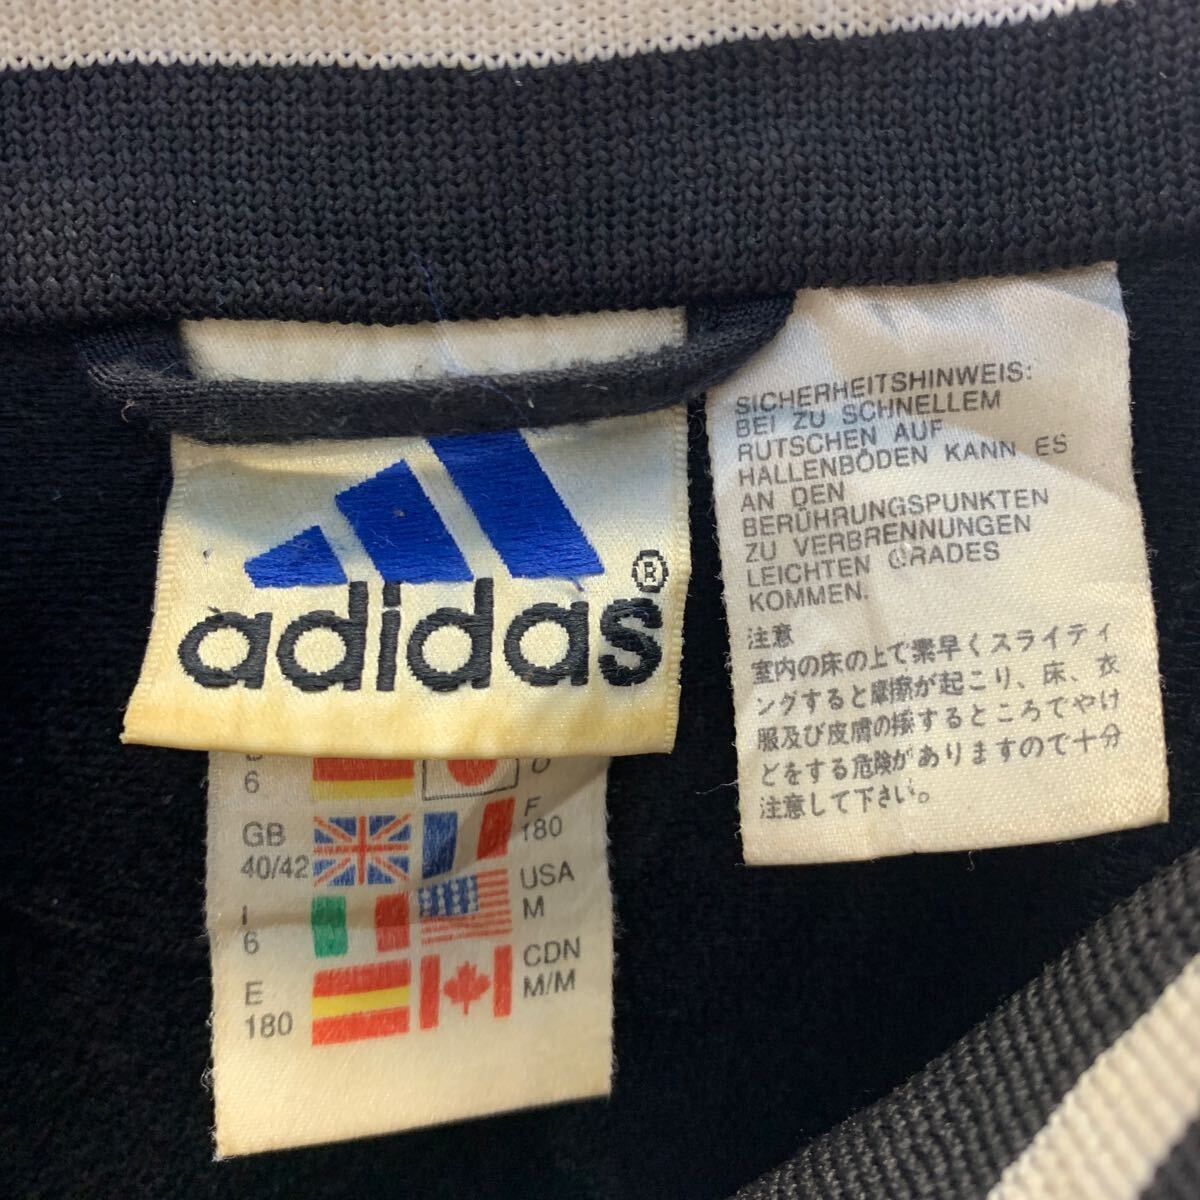 adidas®
6
O
GB
40/42
F
180
I
6
USA
M
E
180
CDN
M/M
SICHERHEITSHINWEIS:
BEI ZU SCHNELLEM
RUTSCHEN AUF
HALLENBÖDEN KANN ES
AN DEN
BERÜHRUNGSPUNKTEN
ZU VERBRENNUNGEN
LEICHTEN GRADES
KOMMEN.
注意
室内の床の上で素早くスライディ
ングすると摩擦が起こり、床、衣
服及び皮膚の接するところでやけ
どをする危険がありますので十分
注意して下さい。